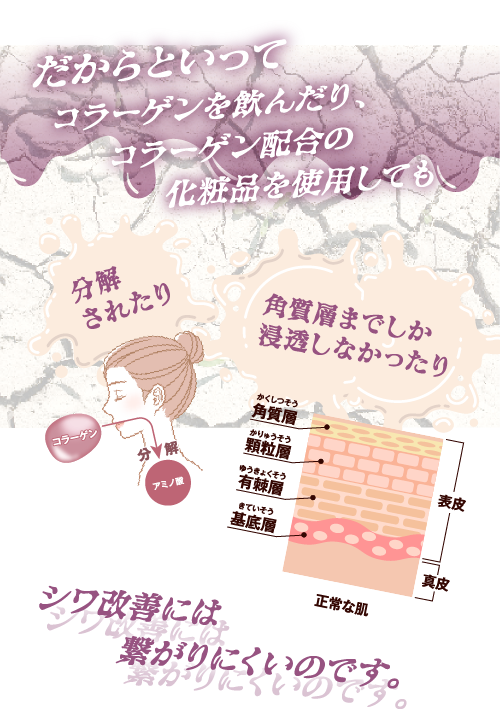 だからといって
コラーゲンを飲んだり、
コラーゲン配合の
化粧品を使用しても
分解
されたり
角質層までしか
浸透しなかったり
コラーゲン
分解
アミノ酸
かくしつそう
角質層
かりゅうそう
顆粒層
ゆうきょくそう
有棘層
きていそう
基底層
表皮
真皮
正常な肌
シワ改善には
繋がりにくいのです。